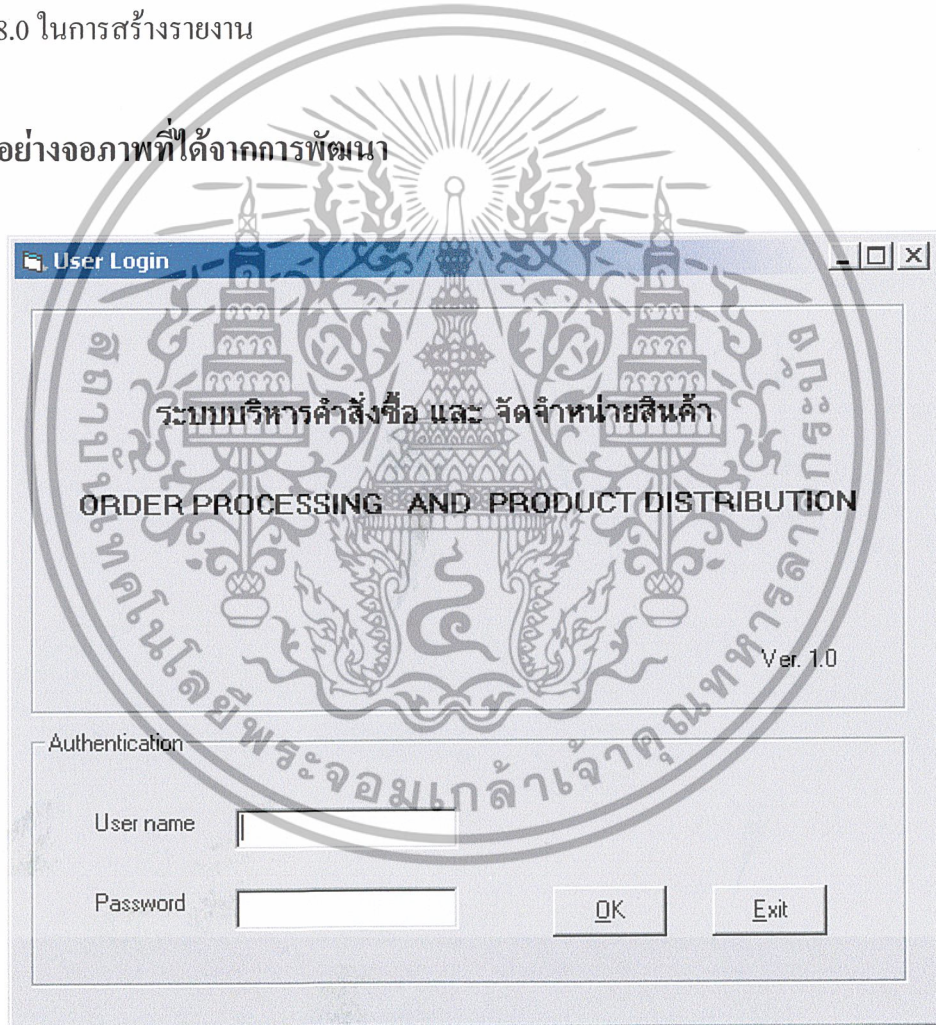 8.0 ในการสร้างรายงาน
อย่างจอภาพที่ได้จากการพัฒนา
User Login
ระบบบริหารคำสั่งซื้อ และ จัดจำหน่ายสินค้า
ORDER PROCESSING AND PRODUCT DISTRIBUTION
Ver. 1.0
Authentication
User name
Password
OK
Exit
สถาบันเทคโนโลยีพระจอมเกล้าเจ้าคุณทหารลาดกระบัง